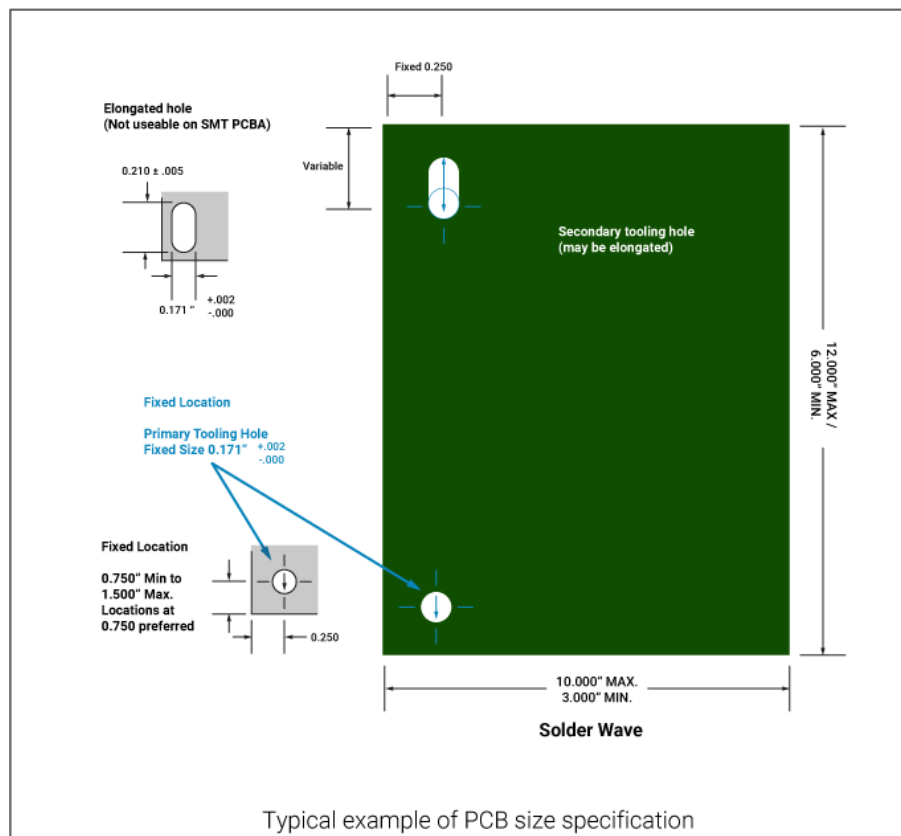 Fixed 0.250
Elongated hole
(Not useable on SMT PCBA)
Variable
0.210 ± .005
Secondary tooling hole
(may be elongated)
0.171 “ +.002
-.000
12.000” MAX /
6.000” MIN.
Fixed Location
Primary Tooling Hole
Fixed Size 0.171” +.002
-.000
Fixed Location
0.750” Min to
1.500” Max.
Locations at
0.750 preferred
0.250
10.000” MAX.
3.000” MIN.
Solder Wave
Typical example of PCB size specification